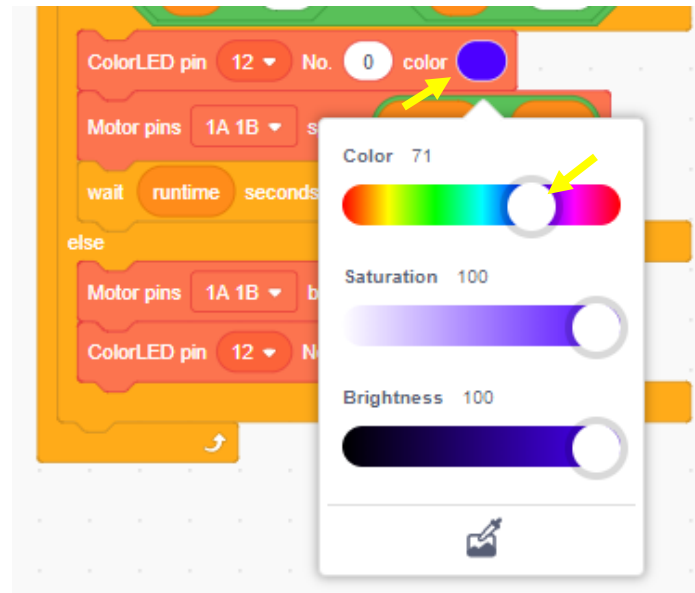 ColorLED pin 12 No. 0 color
Motor pins 1A 1B s
Color 71
wait runtime seconds
else
Saturation 100
Motor pins 1A 1B b
ColorLED pin 12 N
Brightness 100